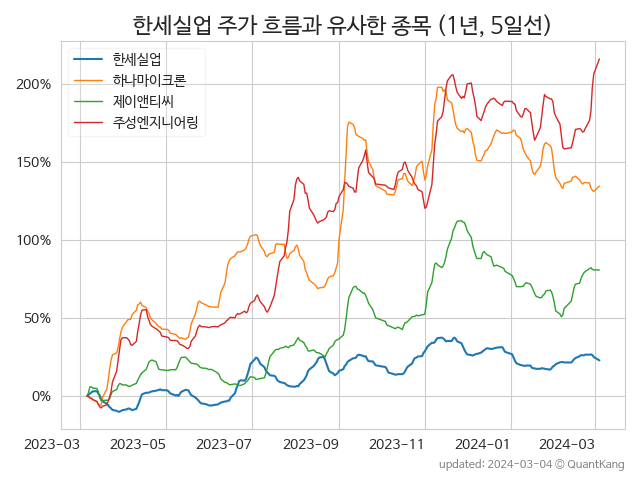 한세실업 주가 흐름과 유사한 종목 (1년, 5일선)
한세실업
하나마이크론
제이앤티씨
주성엔지니어링
200%
150%
100%
50%
0%
2023-03 2023-05 2023-07 2023-09 2023-11 2024-01 2024-03
updated: 2024-03-04 © QuantKang